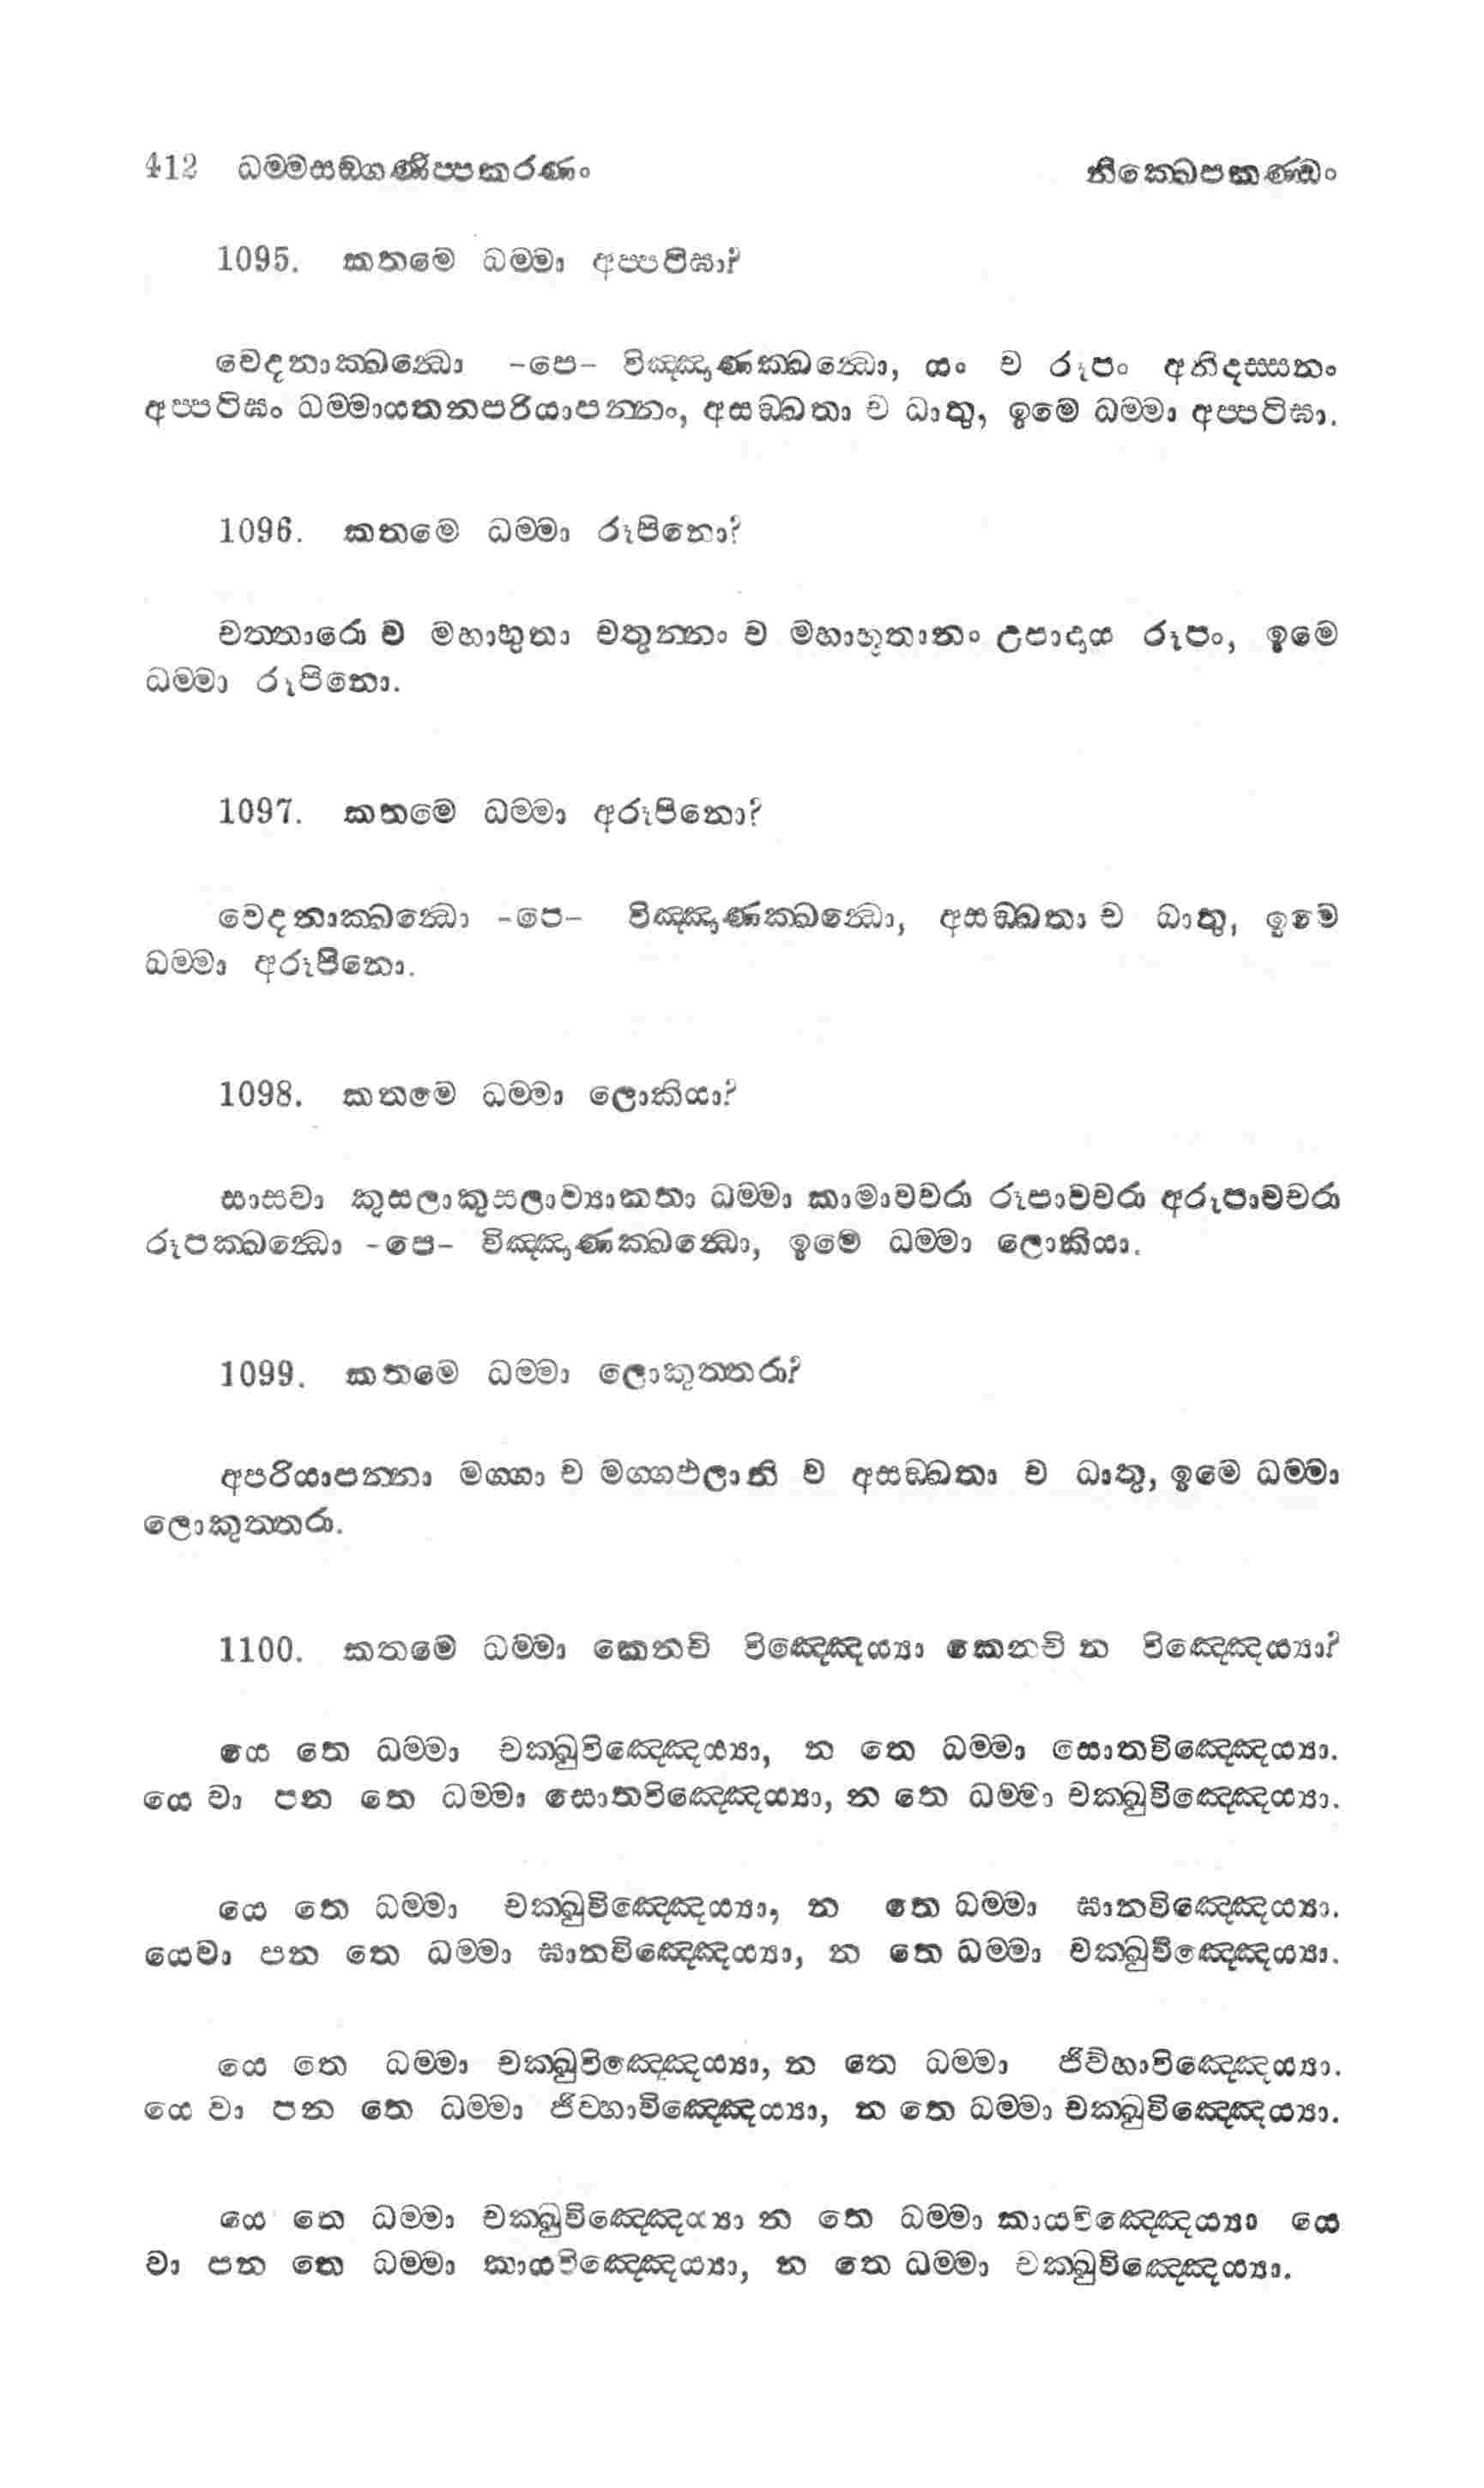 412 ධම්මසඞ්ගණිප්පකරණං නික්ඛෙපකණ්ඩං
1095. කතමෙ ධම්මා අප්පටිඝා?
වෙදනාක්ඛන්ධො -පෙ- විඤ්ඤාණක්ඛන්ධො, යං ච රූපං අනිදස්සනං
අප්පටිඝං ධම්මායතනපරියාපන්නං, අසඞ්ඛතා ච ධාතු, ඉමෙ ධම්මා අප්පටිඝා.
1096. කතමෙ ධම්මා රූපිනො?
චත්තාරො ච මහාභුතා චතුන්නං ච මහාභූතානං උපාදාය රූපං, ඉමෙ
ධම්මා රූපිනො.
1097. කතමෙ ධම්මා අරූපිනො?
වෙදනාක්ඛන්ධො -පෙ- විඤ්ඤාණක්ඛන්ධො, අසඞ්ඛතා ච ධාතු, ඉමෙ
ධම්මා අරූපිනො.
1098. කතමෙ ධම්මා ලොකියා?
සාසවා කුසලාකුසලාව්‍යාකතා ධම්මා කාමාවචරා රූපාවචරා අරූපාවචරා
රූපක්ඛන්ධො -පෙ- විඤ්ඤාණක්ඛන්ධො, ඉමෙ ධම්මා ලොකියා.
1099. කතමෙ ධම්මා ලොකුත්තරා?
අපරියාපන්නා මග්ගා ච මග්ගඵලානි ච අසඞ්ඛතා ච ධාතු, ඉමෙ ධම්මා
ලොකුත්තරා.
1100. කතමෙ ධම්මා කෙනචි විඤ්ඤෙය්‍යා කෙනචි න විඤ්ඤෙය්‍යා?
යෙ තෙ ධම්මා චක්ඛුවිඤ්ඤෙය්‍යා, න තෙ ධම්මා සොතවිඤ්ඤෙය්‍යා.
යෙ වා පන තෙ ධම්මා සොතවිඤ්ඤෙය්‍යා, න තෙ ධම්මා චක්ඛුවිඤ්ඤෙය්‍යා.
යෙ තෙ ධම්මා චක්ඛුවිඤ්ඤෙය්‍යා, න තෙ ධම්මා ඝානවිඤ්ඤෙය්‍යා.
යෙවා පන තෙ ධම්මා ඝානවිඤ්ඤෙය්‍යා, න තෙ ධම්මා චක්ඛුවිඤ්ඤෙය්‍යා.
යෙ තෙ ධම්මා චක්ඛුවිඤ්ඤෙය්‍යා, න තෙ ධම්මා ජිව්හාවිඤ්ඤෙය්‍යා.
යෙ වා පන තෙ ධම්මා ජිව්හාවිඤ්ඤෙය්‍යා, න තෙ ධම්මා චක්ඛුවිඤ්ඤෙය්‍යා.
යෙ තෙ ධම්මා චක්ඛුවිඤ්ඤෙය්‍යා න තෙ ධම්මා කායවිඤ්ඤෙය්‍යා යෙ
වා පන තෙ ධම්මා කායවිඤ්ඤෙය්‍යා, න තෙ ධම්මා චක්ඛුවිඤ්ඤෙය්‍යා.